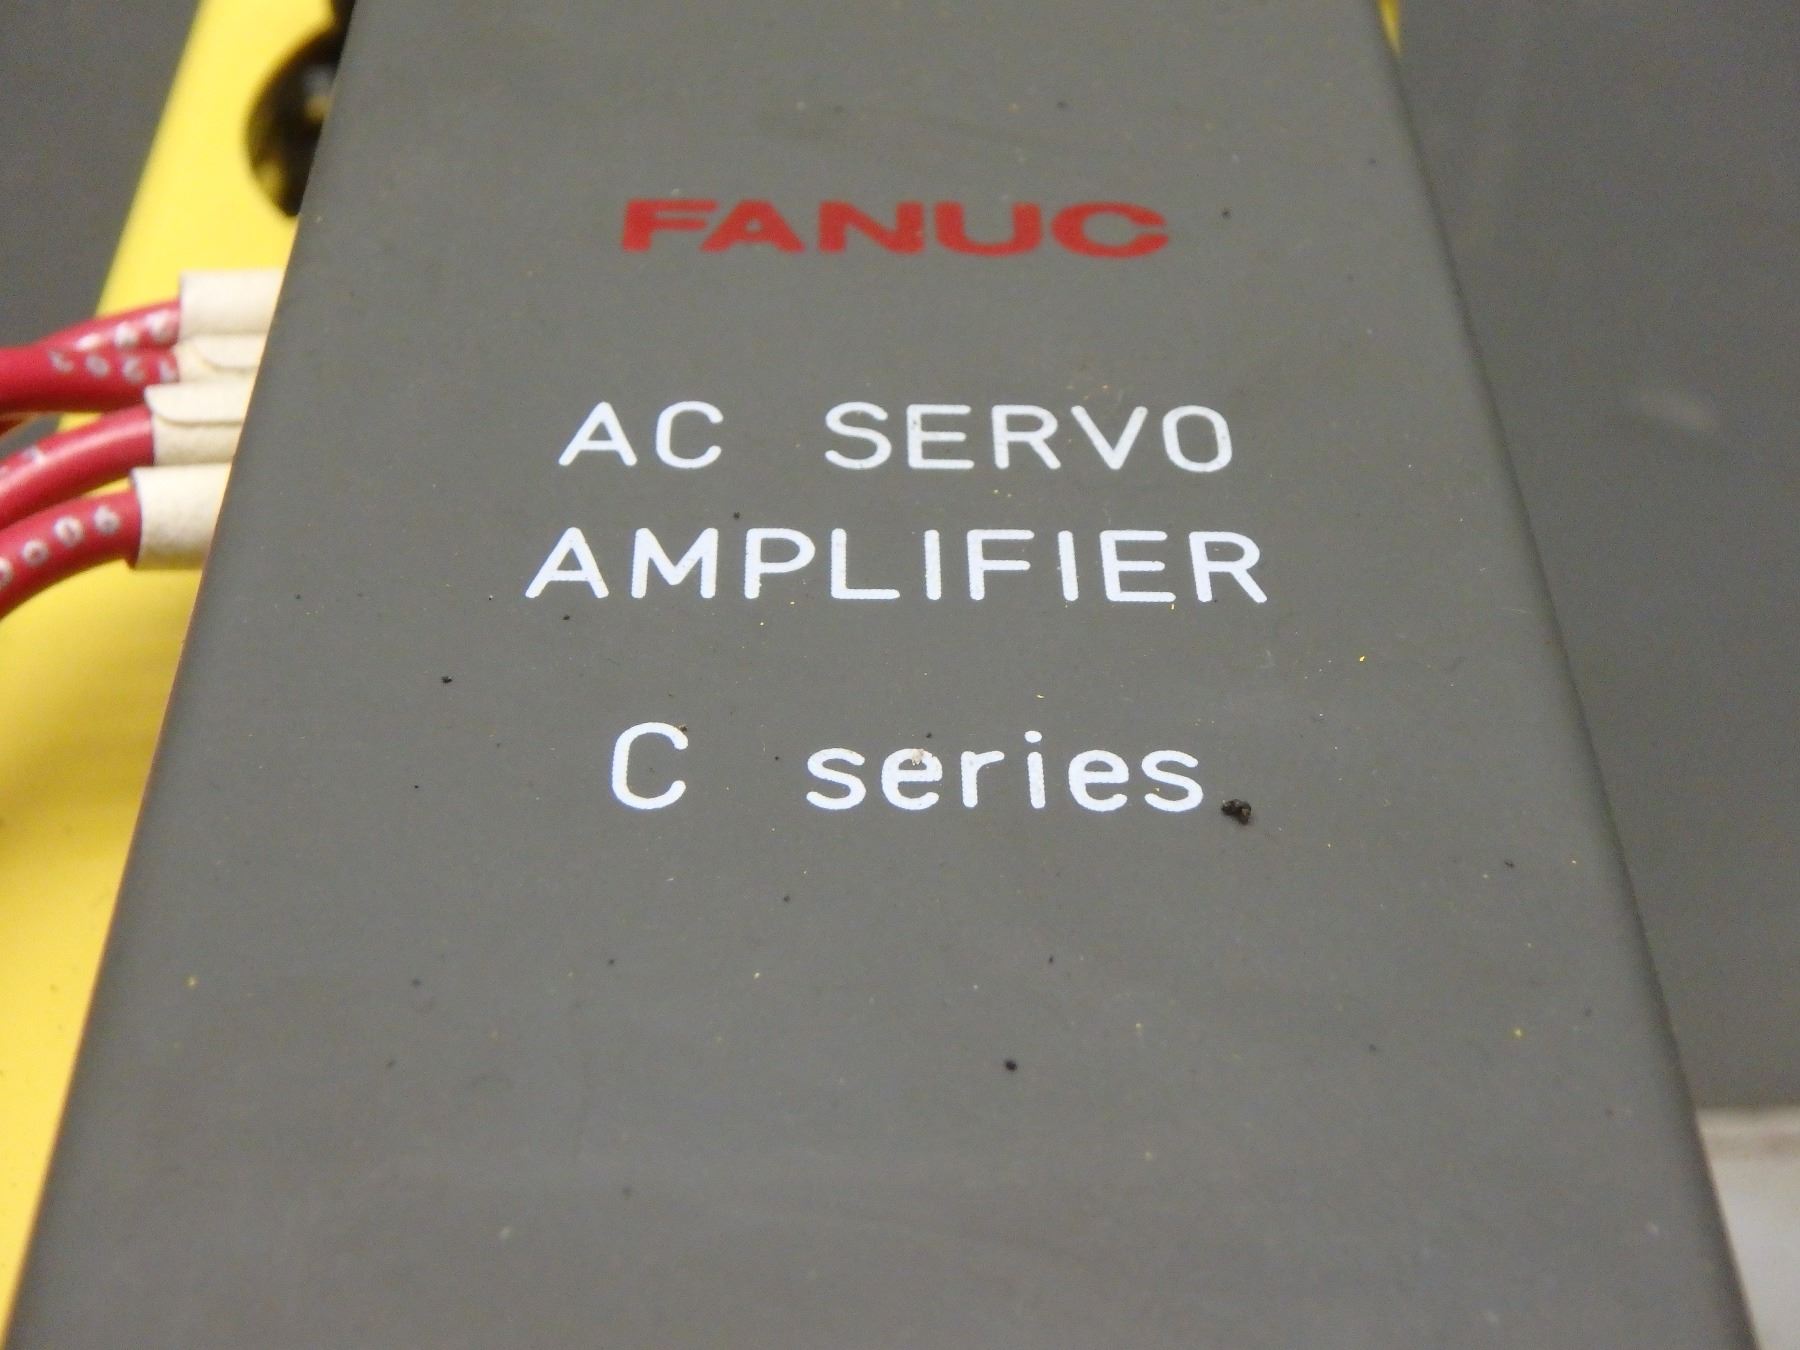 FANUC
AC SERVO
AMPLIFIER
C series